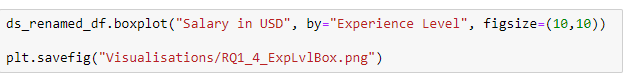 ds_renamed_df.boxplot("Salary in USD", by="Experience Level", figsize=(10,10))
plt.savefig("Visualisations/RQ1_4_ExpLvlBox.png")